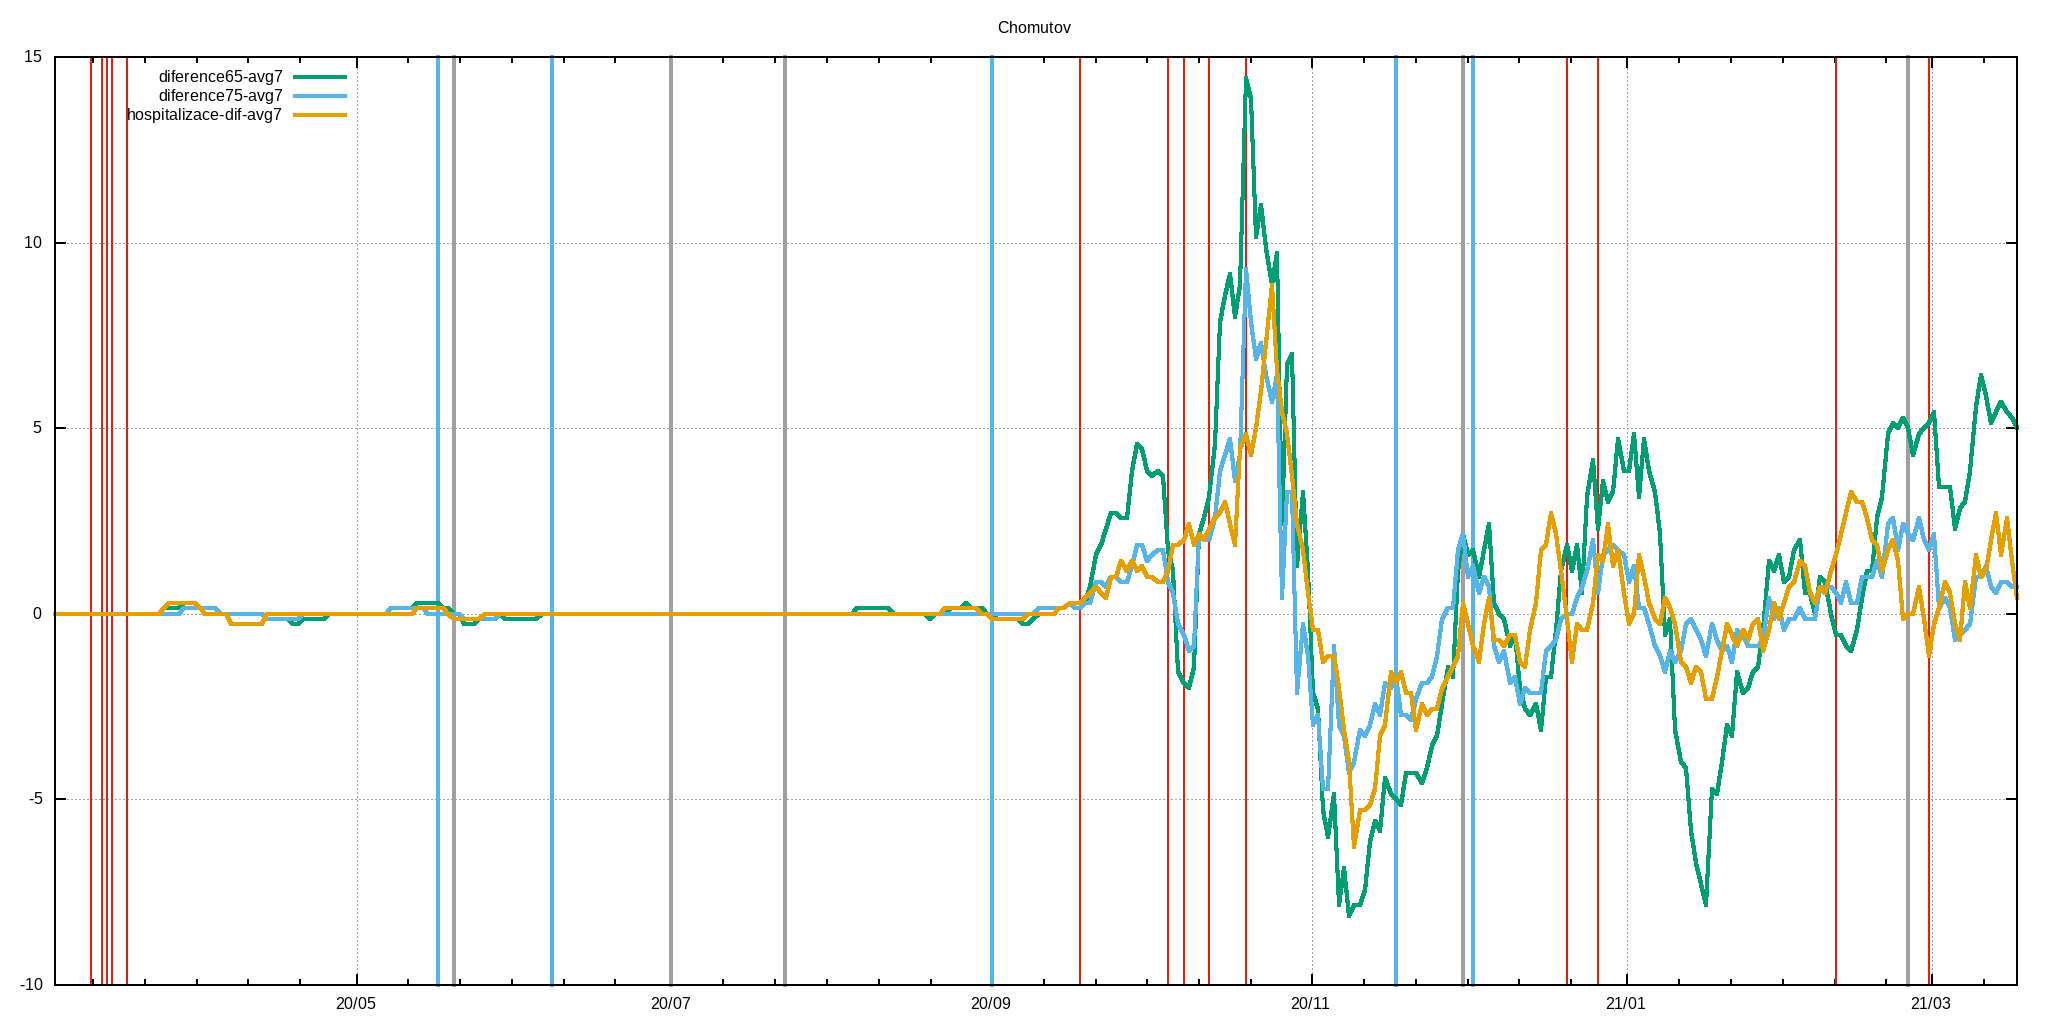 Chomutov
15
diference65-avg7
diference75-avg7
hospitalizace-dif-avg7
10
5
0
-5
-10
20/05 20/07 20/09 20/11 21/01 21/03